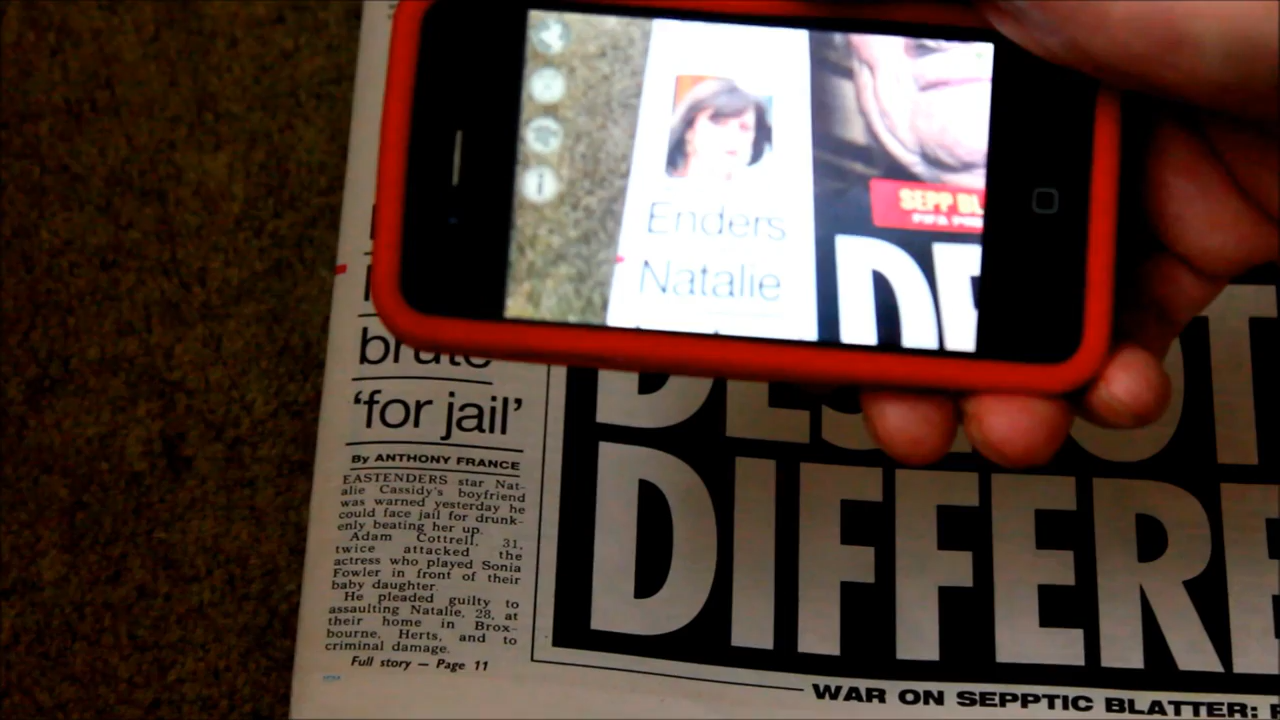 Enders
Natalie
SEPP BL
brute
'for jail'
By ANTHONY FRANCE
EASTENDERS star Nat-
alie Cassidy's boyfriend
was warned yesterday he
could face jail for drunk-
enly beating her up.
Adam Cottrell, 31,
twice attacked the
actress who played Sonia
Fowler in front of their
baby daughter.
He pleaded guilty to
assaulting Natalie, 28, at
their home in Brox-
bourne, Herts, and to
criminal damage.
Full story — Page 11
DIFFERE
WAR ON SEPPTIC BLATTER: